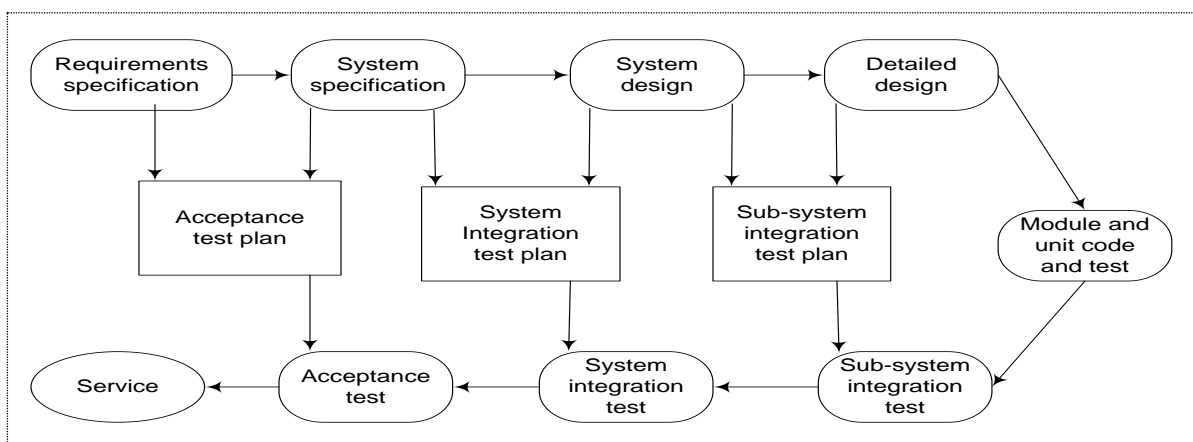 Requirements
specification
System
specification
System
design
Detailed
design
Acceptance
test plan
System
Integration
test plan
Sub-system
integration
test plan
Module and
unit code
and test
Service
Acceptance
test
System
integration
test
Sub-system
integration
test